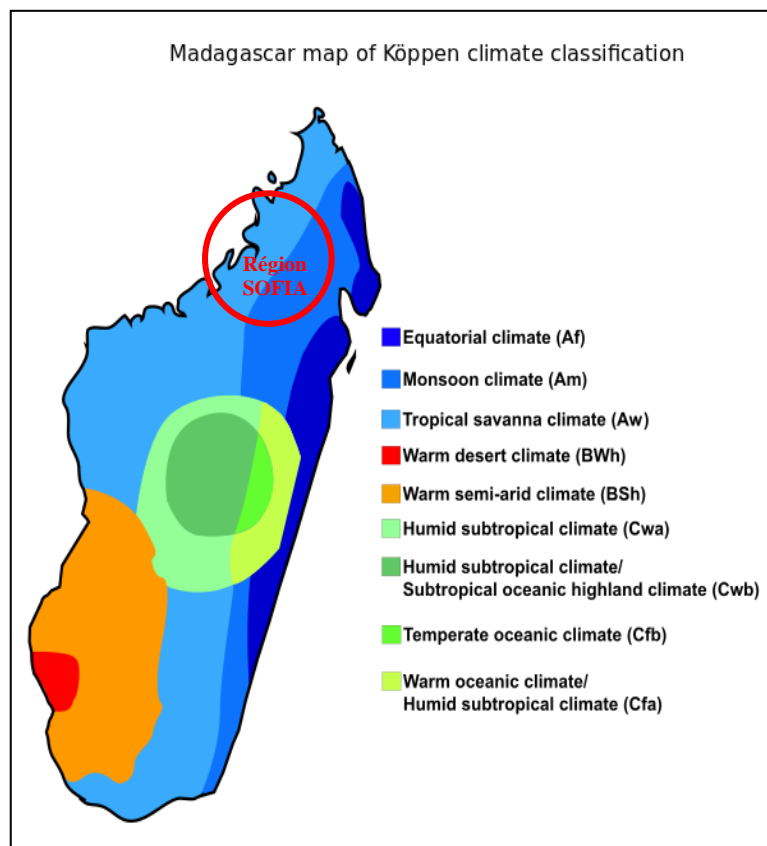 Madagascar map of Köppen climate classification
Région
SOFIA
Equatorial climate (Af)
Monsoon climate (Am)
Tropical savanna climate (Aw)
Warm desert climate (BWh)
Warm semi-arid climate (BSh)
Humid subtropical climate (Cwa)
Humid subtropical climate/
Subtropical oceanic highland climate (Cwb)
Temperate oceanic climate (Cfb)
Warm oceanic climate/
Humid subtropical climate (Cfa)